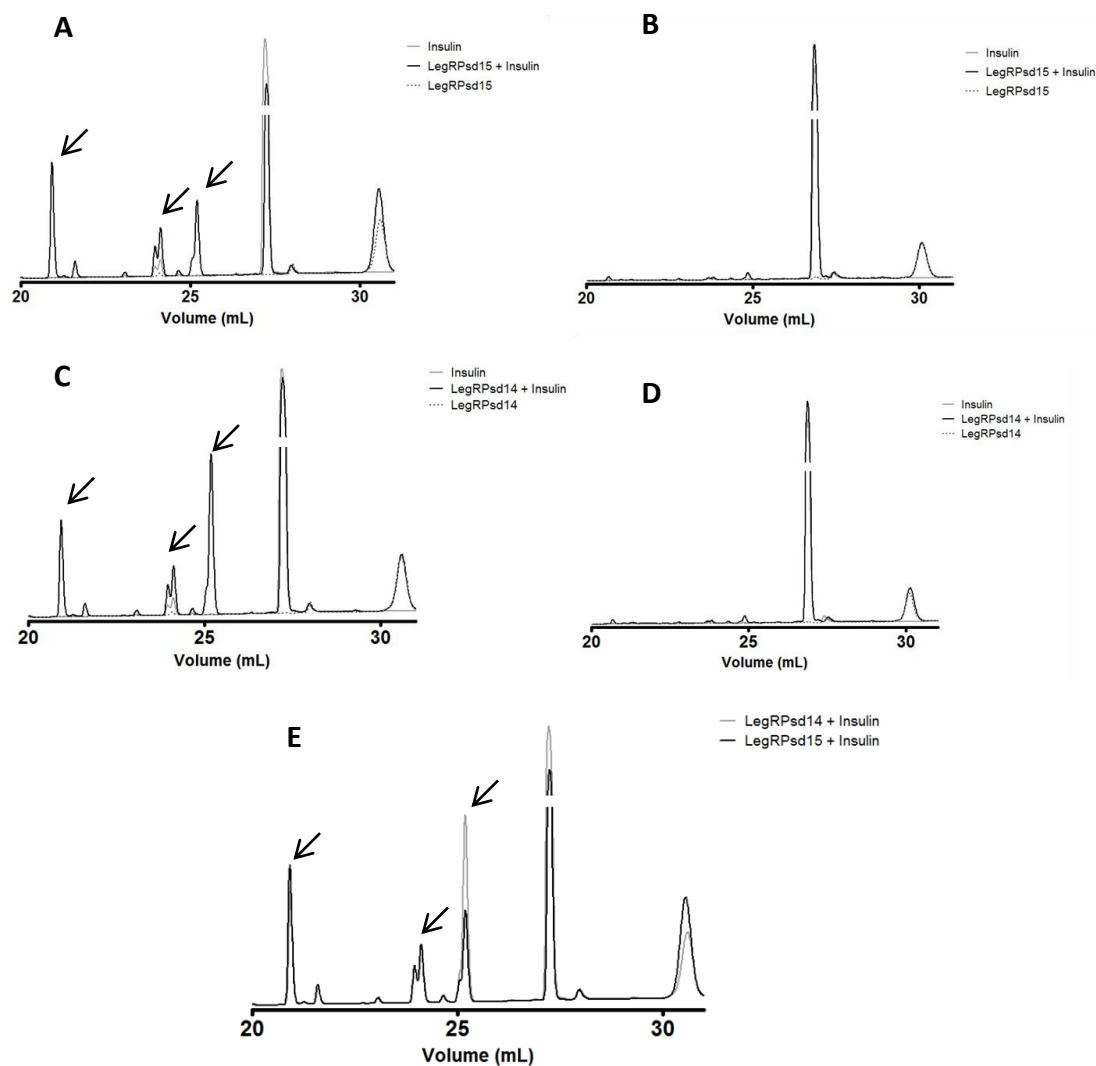 A
Insulin
LegRPsd15 + Insulin
LegRPsd15
20 25 30
Volume (mL)
B
Insulin
LegRPsd15 + Insulin
LegRPsd15
20 25 30
Volume (mL)
C
Insulin
LegRPsd14 + Insulin
LegRPsd14
20 25 30
Volume (mL)
D
Insulin
LegRPsd14 + Insulin
LegRPsd14
20 25 30
Volume (mL)
E
LegRPsd14 + Insulin
LegRPsd15 + Insulin
20 25 30
Volume (mL)